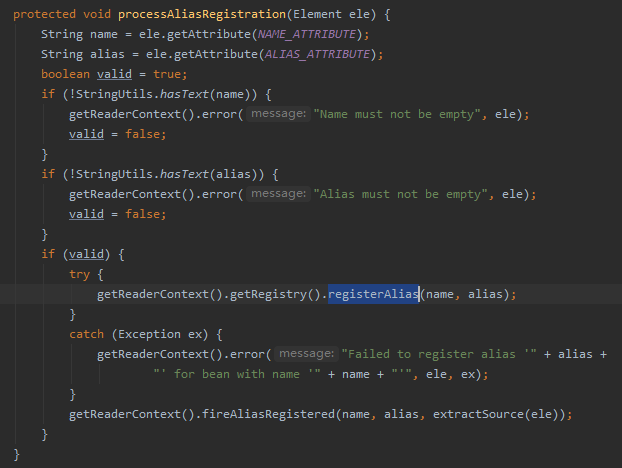 protected void processAliasRegistration(Element ele) {
    String name = ele.getAttribute(NAME_ATTRIBUTE);
    String alias = ele.getAttribute(ALIAS_ATTRIBUTE);
    boolean valid = true;
    if (!StringUtils.hasText(name)) {
        getReaderContext().error( message: "Name must not be empty", ele);
        valid = false;
    }
    if (!StringUtils.hasText(alias)) {
        getReaderContext().error( message: "Alias must not be empty", ele);
        valid = false;
    }
    if (valid) {
        try {
            getReaderContext().getRegistry().registerAlias(name, alias);
        }
        catch (Exception ex) {
            getReaderContext().error( message: "Failed to register alias '" + alias +
                    "' for bean with name '" + name + "'", ele, ex);
        }
        getReaderContext().fireAliasRegistered(name, alias, extractSource(ele));
    }
}